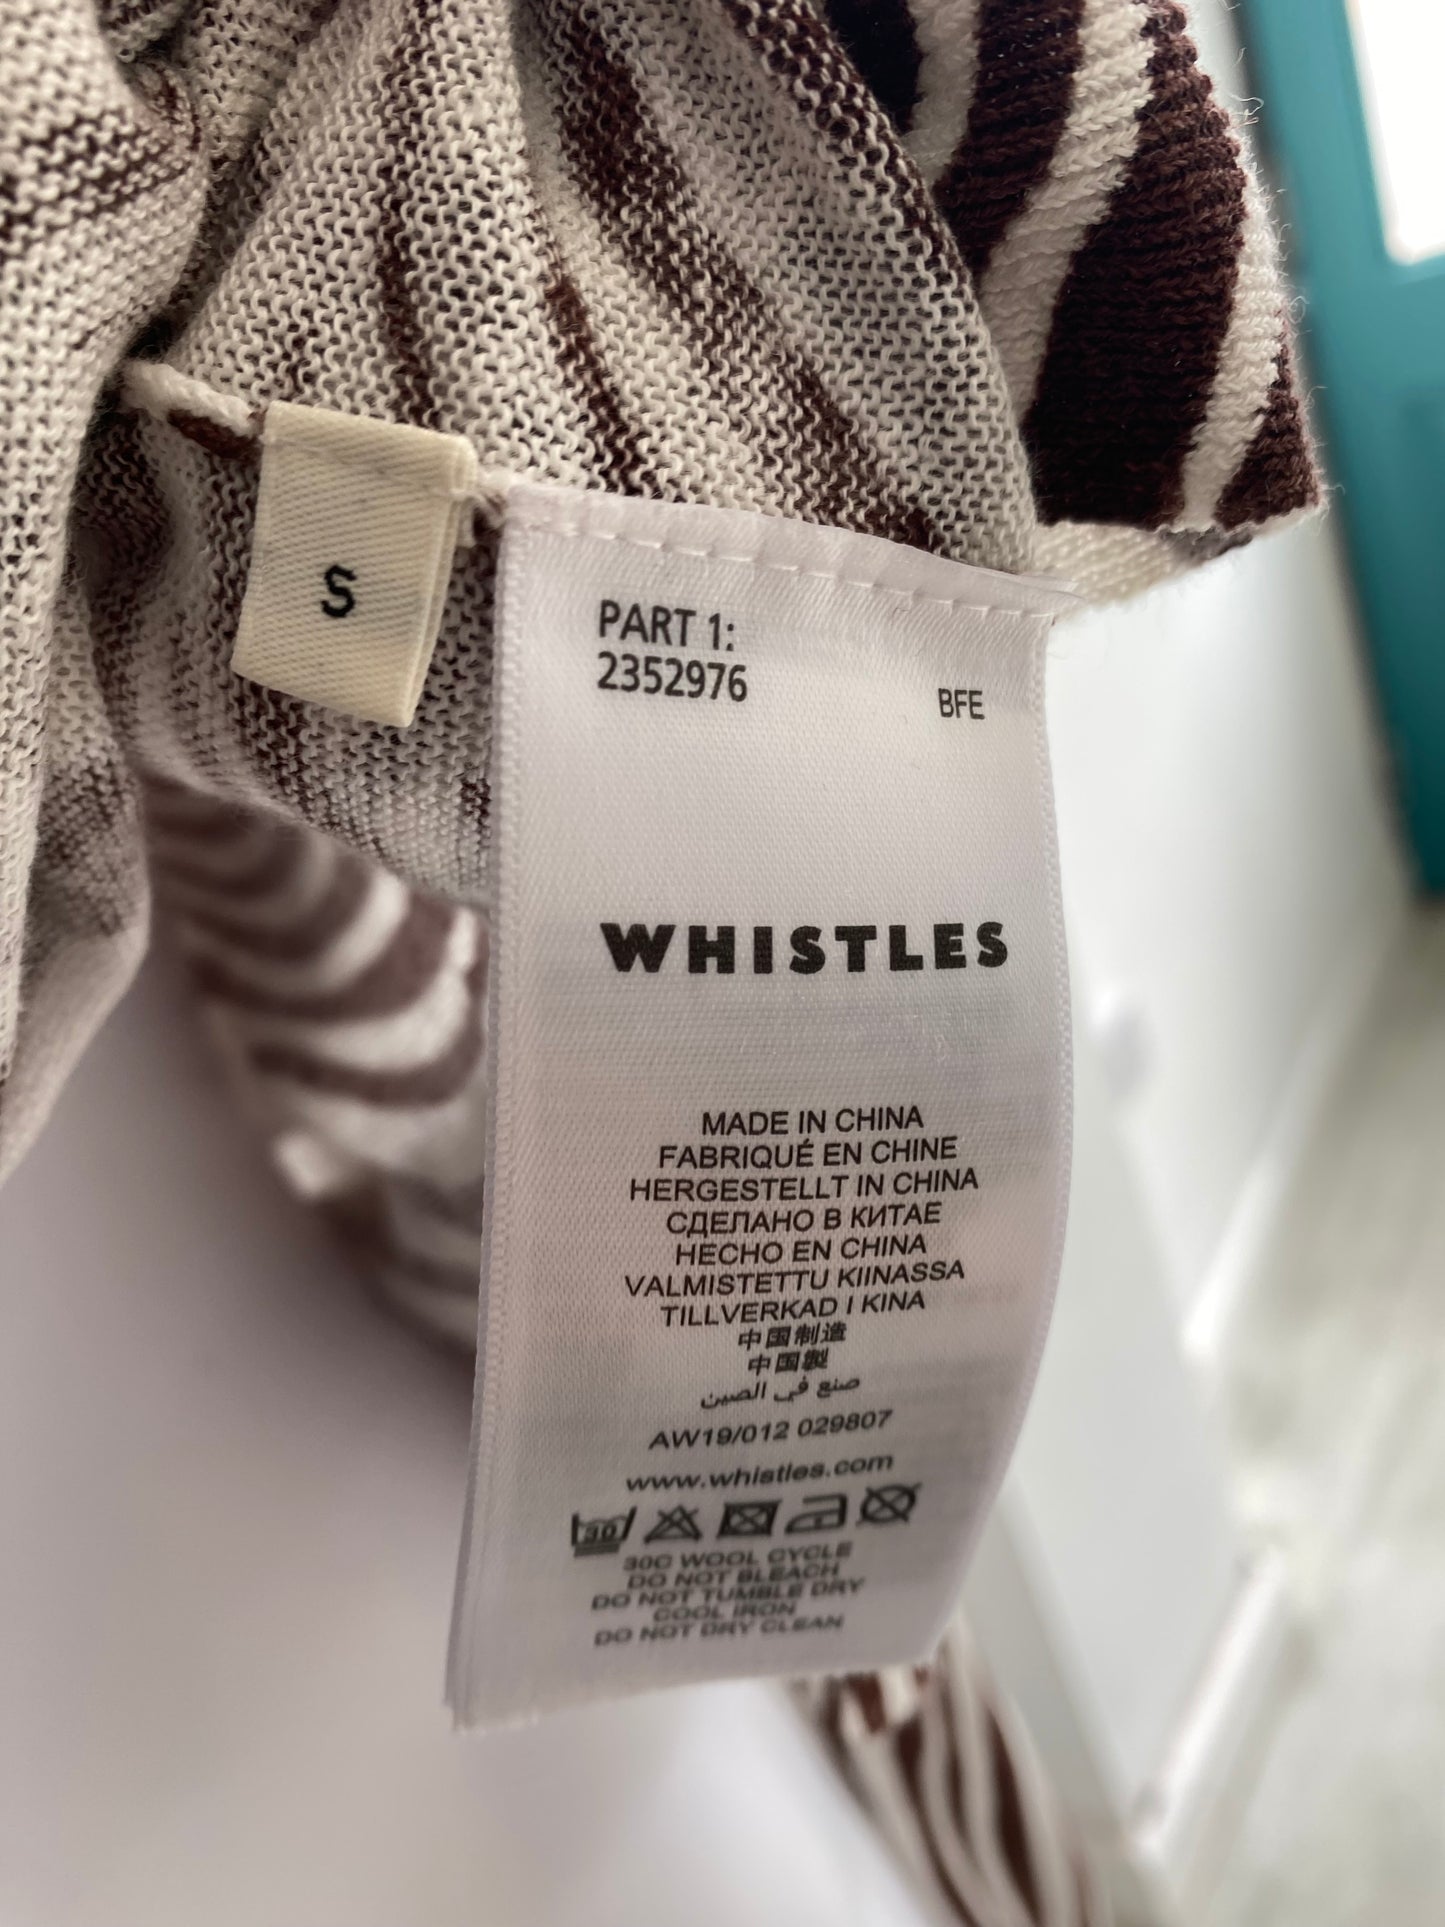 S
PART 1:
2352976
BFE
WHISTLES
MADE IN CHINA
FABRIQUÉ EN CHINE
HERGESTELLT IN CHINA
СДЕЛАНО В КИТАЕ
HECHO EN CHINA
VALMISTETTU KIINASSA
TILLVERKAD I KINA
中国制造
中国製
صنع في الصين
AW19/012 029807
www.whistles.com
30
30C WOOL CYCLE
DO NOT BLEACH
DO NOT TUMBLE DRY
COOL IRON
DO NOT DRY CLEAN